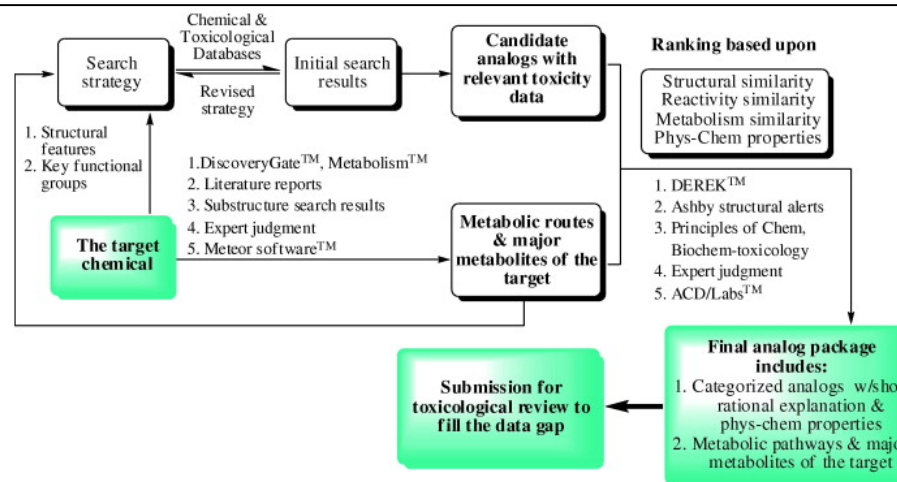 Search
strategy
Chemical &
Toxicological
Databases
Revised
strategy
Initial search
results
Candidate
analogs with
relevant toxicity
data
Ranking based upon
Structural similarity
Reactivity similarity
Metabolism similarity
Phys-Chem properties
1. Structural
features
2. Key functional
groups
1.DiscoveryGate™, Metabolism™
2. Literature reports
3. Substructure search results
4. Expert judgment
5. Meteor software™
The target
chemical
Metabolic routes
& major
metabolites of the
target
1. DEREK™
2. Ashby structural alerts
3. Principles of Chem,
Biochem-toxicology
4. Expert judgment
5. ACD/Labs™
Final analog package
includes:
1. Categorized analogs w/sho
rational explanation &
phys-chem properties
2. Metabolic pathways & majo
metabolites of the target
Submission for
toxicological review to
fill the data gap